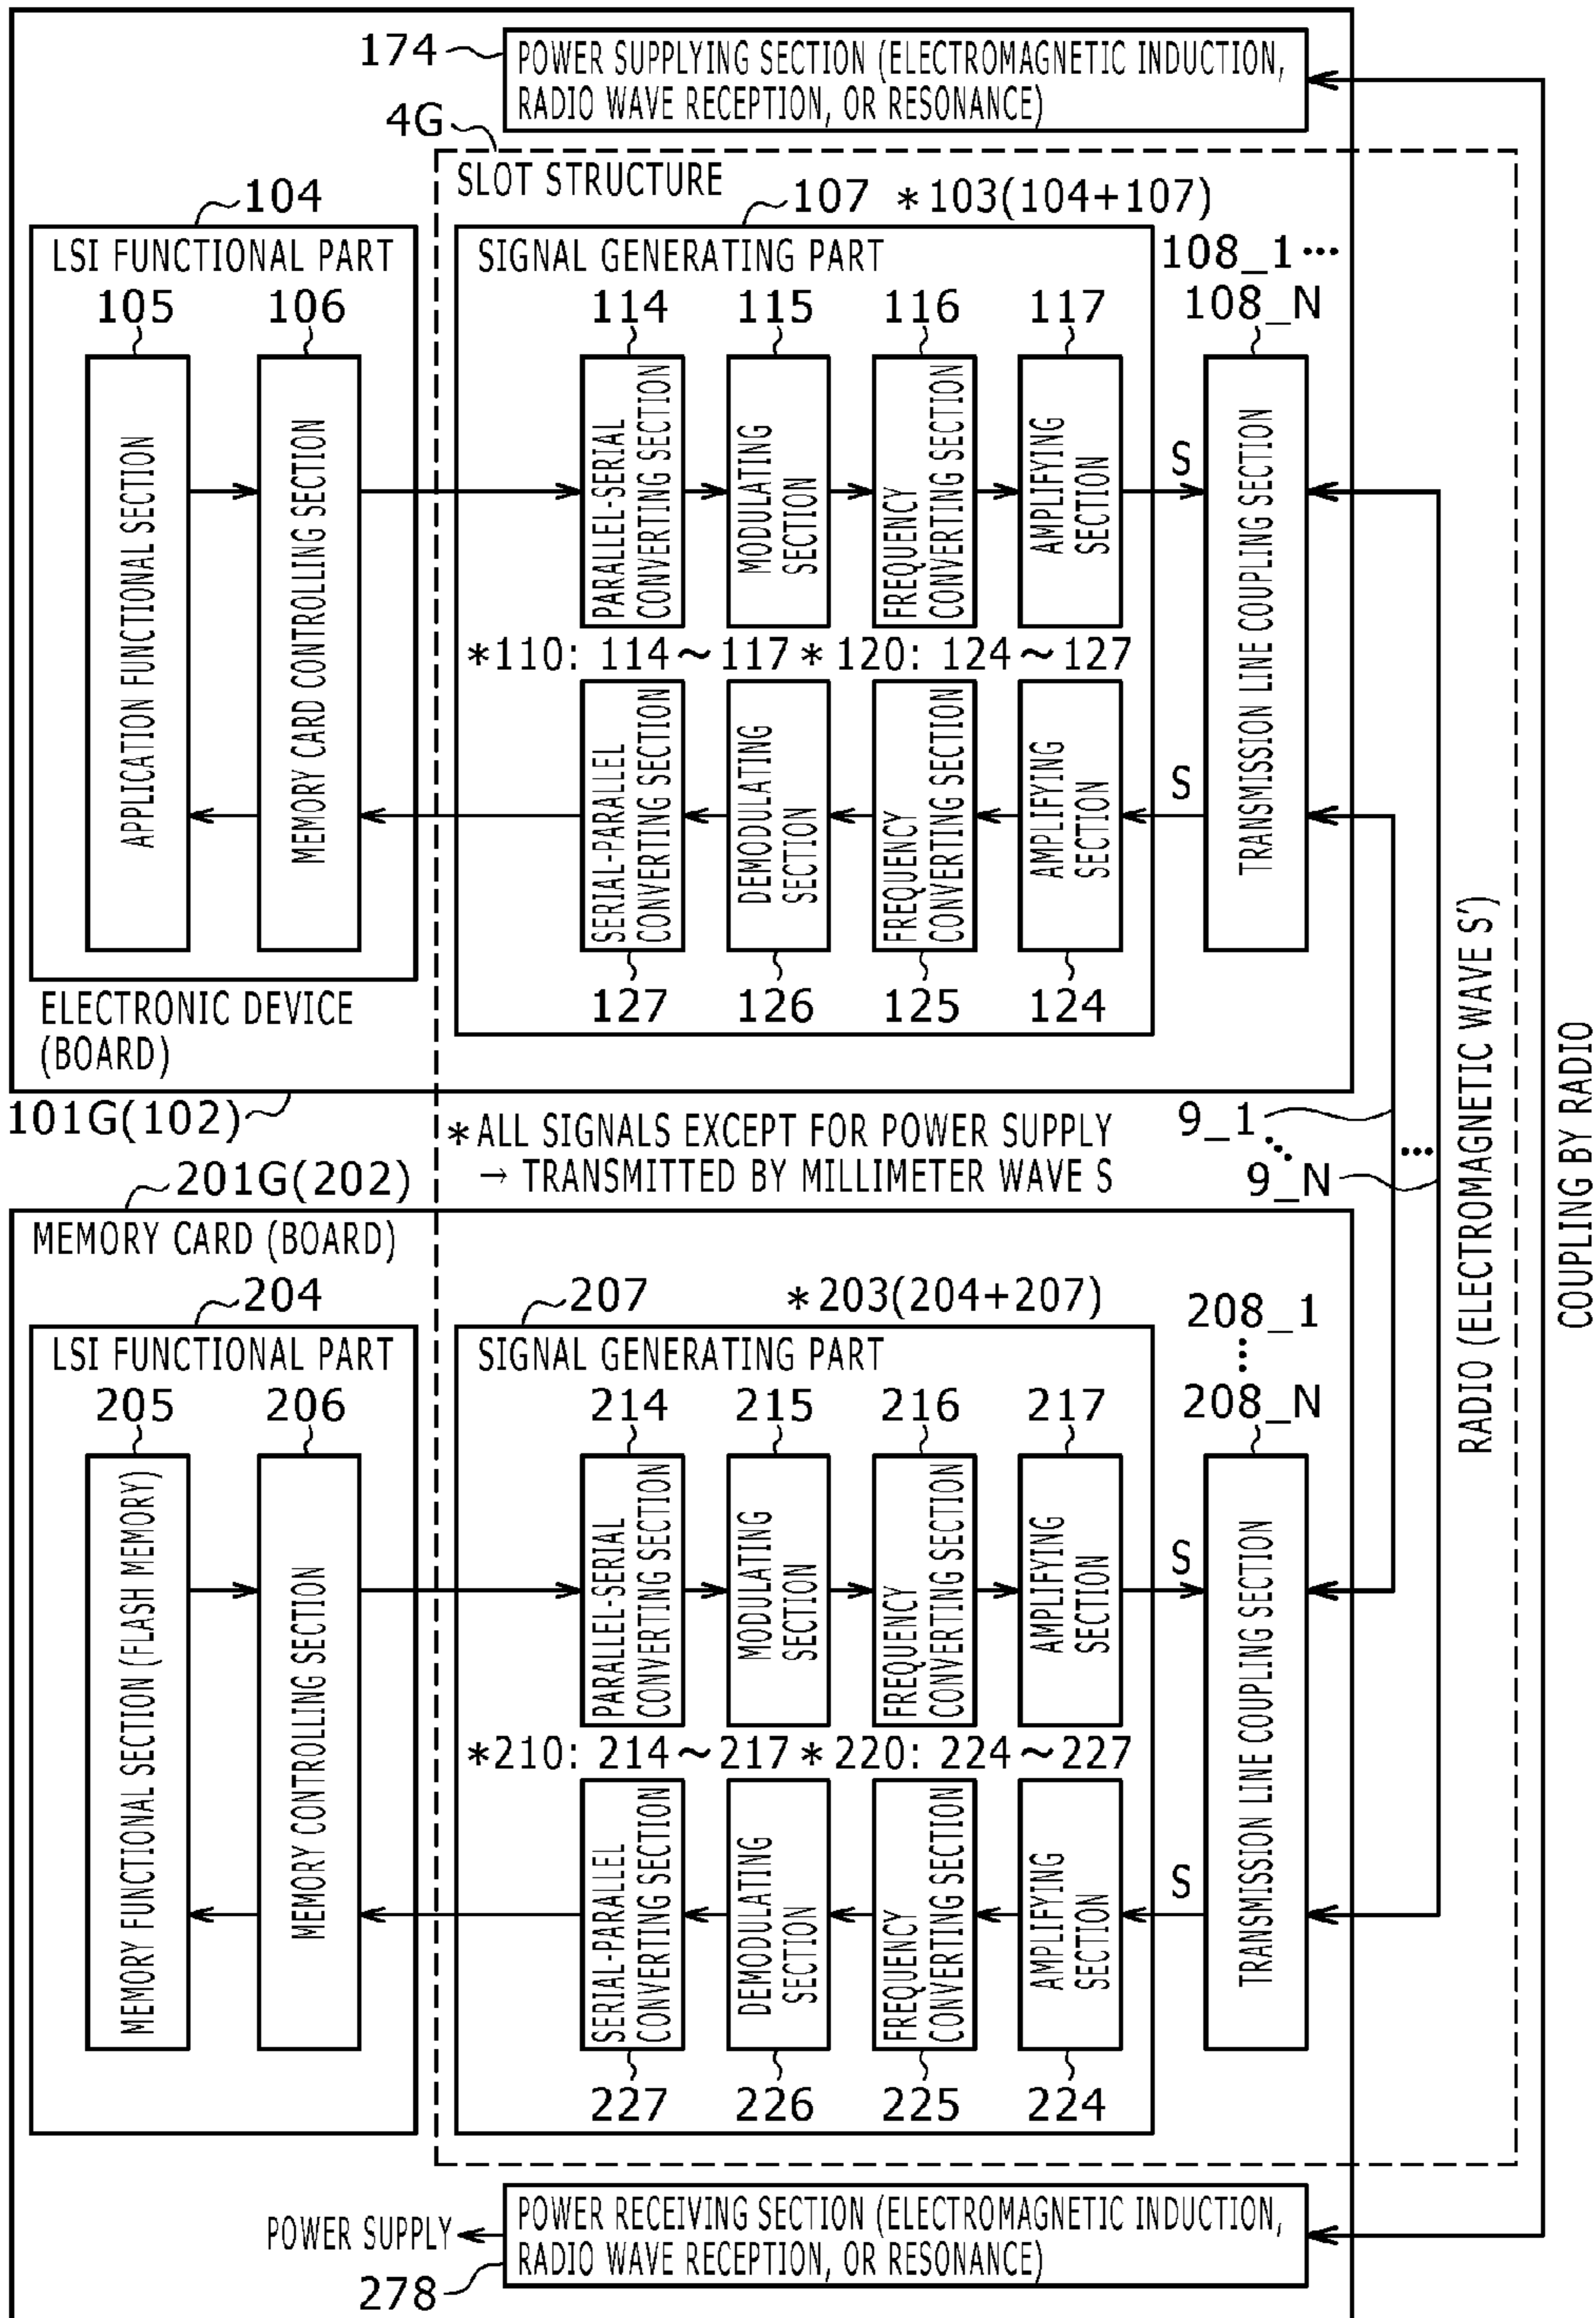 174
POWER SUPPLYING SECTION (ELECTROMAGNETIC INDUCTION,
RADIO WAVE RECEPTION, OR RESONANCE)
4G
SLOT STRUCTURE
104
LSI FUNCTIONAL PART
105
106
APPLICATION FUNCTIONAL SECTION
MEMORY CARD CONTROLLING SECTION
107
*103(104+107)
SIGNAL GENERATING PART
108_1...
108_N
114
115
116
117
PARALLEL-SERIAL
CONVERTING SECTION
MODULATING
SECTION
FREQUENCY
CONVERTING SECTION
AMPLIFYING
SECTION
S
TRANSMISSION LINE COUPLING SECTION
*110: 114~117
*120: 124~127
SERIAL-PARALLEL
CONVERTING SECTION
DEMODULATING
SECTION
FREQUENCY
CONVERTING SECTION
AMPLIFYING
SECTION
S
127
126
125
124
ELECTRONIC DEVICE
(BOARD)
101G(102)
*ALL SIGNALS EXCEPT FOR POWER SUPPLY
→ TRANSMITTED BY MILLIMETER WAVE S
9_1
...
9_N
...
RADIO (ELECTROMAGNETIC WAVE S')
COUPLING BY RADIO
201G(202)
MEMORY CARD (BOARD)
204
LSI FUNCTIONAL PART
205
206
MEMORY FUNCTIONAL SECTION (FLASH MEMORY)
MEMORY CONTROLLING SECTION
207
*203(204+207)
SIGNAL GENERATING PART
208_1
...
208_N
214
215
216
217
PARALLEL-SERIAL
CONVERTING SECTION
MODULATING
SECTION
FREQUENCY
CONVERTING SECTION
AMPLIFYING
SECTION
S
TRANSMISSION LINE COUPLING SECTION
*210: 214~217
*220: 224~227
SERIAL-PARALLEL
CONVERTING SECTION
DEMODULATING
SECTION
FREQUENCY
CONVERTING SECTION
AMPLIFYING
SECTION
S
227
226
225
224
POWER SUPPLY
POWER RECEIVING SECTION (ELECTROMAGNETIC INDUCTION,
RADIO WAVE RECEPTION, OR RESONANCE)
278